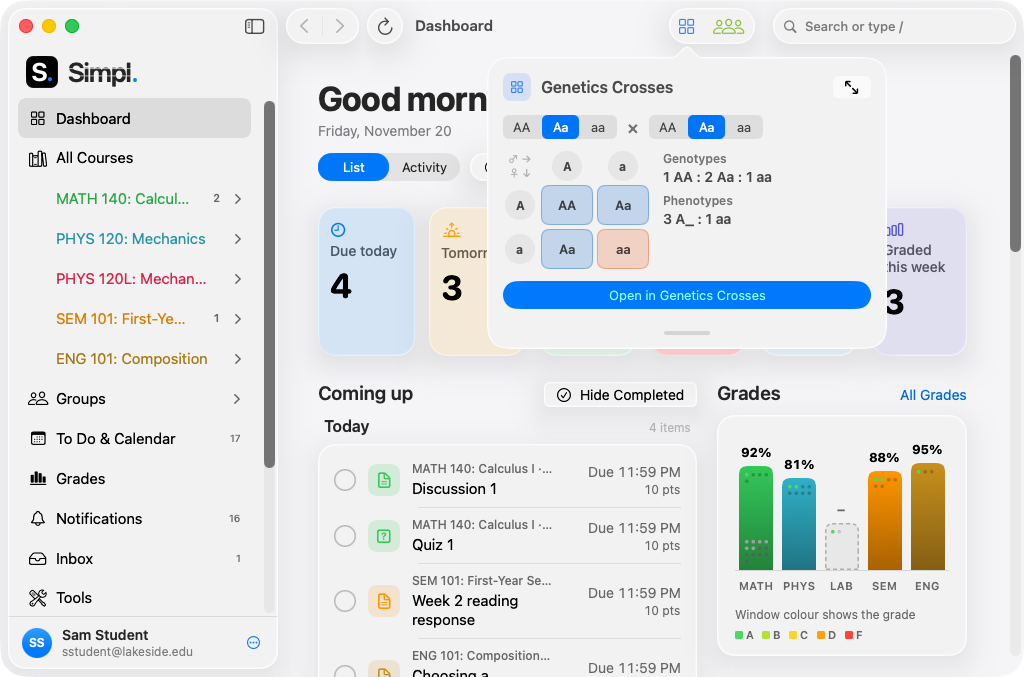 Dashboard
Search or type /
S.
Simpl.
Dashboard
All Courses
MATH 140: Calcul... 2
PHYS 120: Mechanics
PHYS 120L: Mechan...
SEM 101: First-Ye... 1
ENG 101: Composition
Groups
To Do & Calendar 17
Grades
Notifications 16
Inbox 1
Tools
SS
Sam Student
sstudent@lakeside.edu
Good morn
Friday, November 20
List Activity
Due today
4
Tomorr
3
Graded
this week
3
Genetics Crosses
AA Aa aa × AA Aa aa
♂ → A a
♀ ↓
A AA Aa
a Aa aa
Genotypes
1 AA : 2 Aa : 1 aa
Phenotypes
3 A_ : 1 aa
Open in Genetics Crosses
Coming up
Hide Completed
Today
4 items
MATH 140: Calculus I ·...
Discussion 1
Due 11:59 PM
10 pts
MATH 140: Calculus I ·...
Quiz 1
Due 11:59 PM
10 pts
SEM 101: First-Year Se...
Week 2 reading
response
Due 11:59 PM
10 pts
ENG 101: Composition...
Choosing a
Due 11:59 PM
Grades
All Grades
92% 81% – 88% 95%
MATH PHYS LAB SEM ENG
Window colour shows the grade
A B C D F